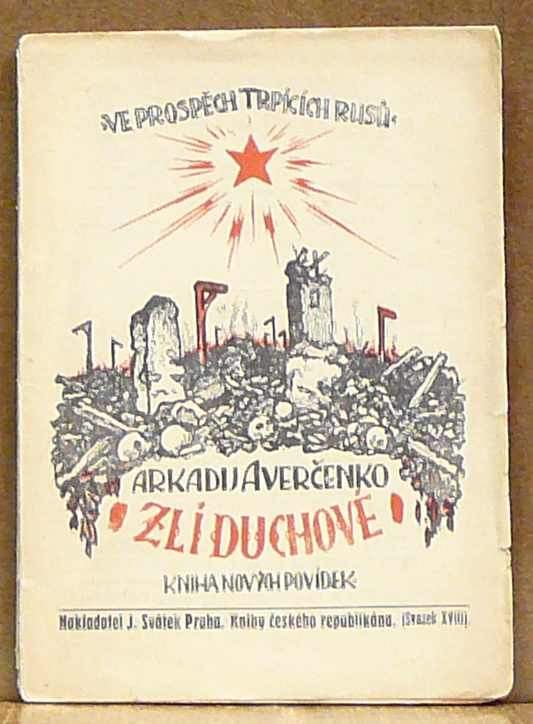 »VE PROSPĚCH TRPÍCÍCH RUSŮ«
ARKADIJ AVERČENKO
ZLÍ DUCHOVÉ
KNIHA NOVÝCH POVÍDEK
Nakladatel J. Svátek Praha. Knihy českého republikána. (Svazek XVIII)